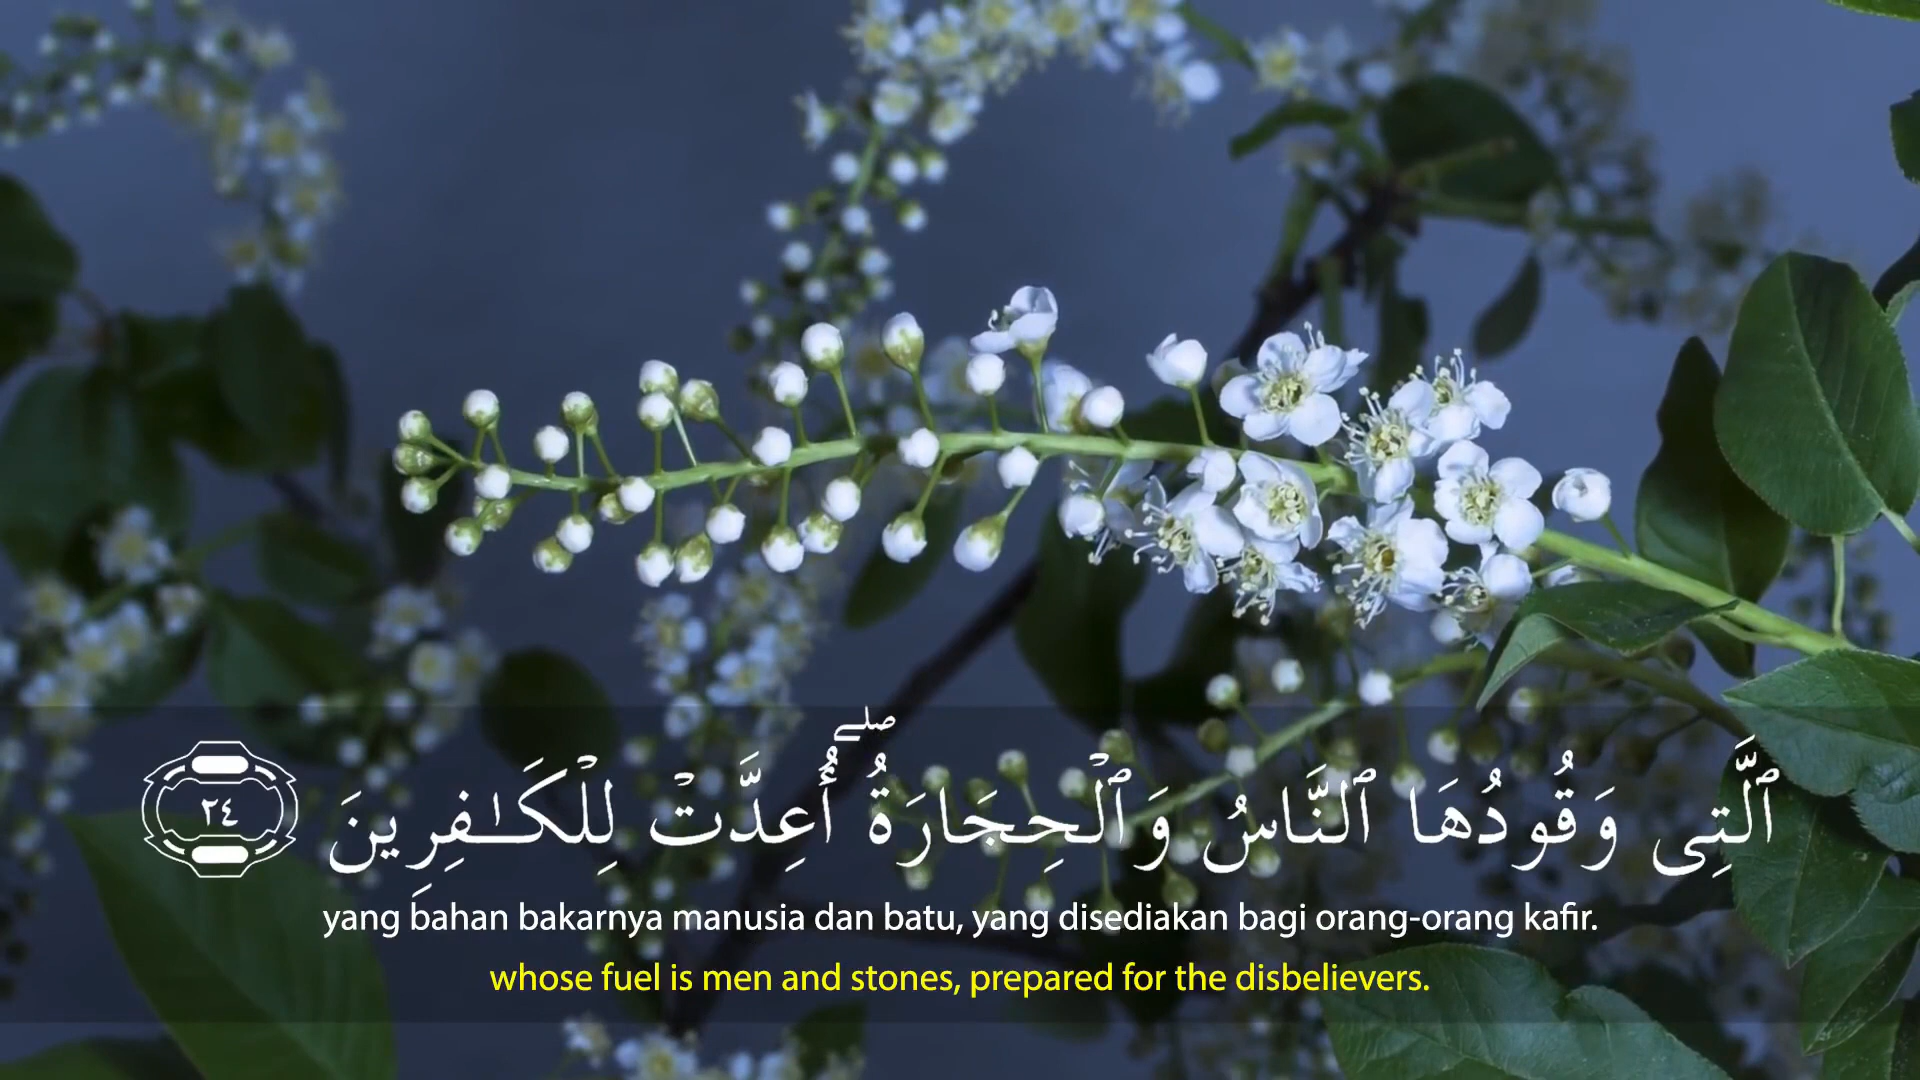 ٱلَّتِى وَقُودُهَا ٱلنَّاسُ وَٱلْحِجَارَةُ ۖ أُعِدَّتْ لِلْكَـٰفِرِينَ ٢٤
yang bahan bakarnya manusia dan batu, yang disediakan bagi orang-orang kafir.
whose fuel is men and stones, prepared for the disbelievers.